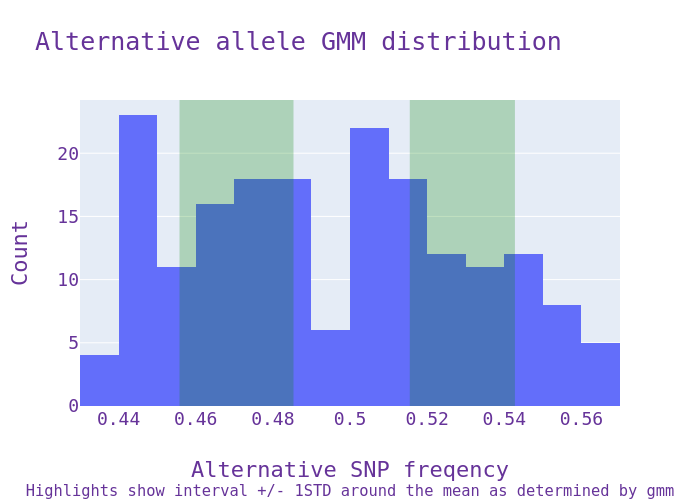 Alternative allele GMM distribution
Count
20
15
10
5
0
0.44 0.46 0.48 0.5 0.52 0.54 0.56
Alternative SNP freqency
Highlights show interval +/- 1STD around the mean as determined by gmm